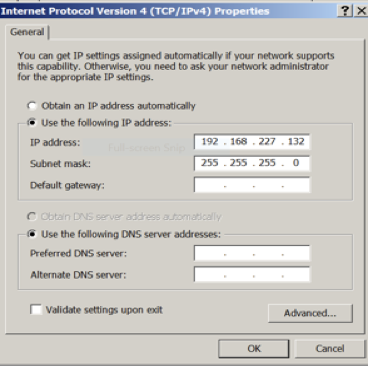 Internet Protocol Version 4 (TCP/IPv4) Properties
General
You can get IP settings assigned automatically if your network supports
this capability. Otherwise, you need to ask your network administrator
for the appropriate IP settings.
Obtain an IP address automatically
Use the following IP address:
IP address: 192 . 168 . 227 . 132
Subnet mask: 255 . 255 . 255 . 0
Default gateway: . . .
Obtain DNS server address automatically
Use the following DNS server addresses:
Preferred DNS server: . . .
Alternate DNS server: . . .
Validate settings upon exit
Advanced...
OK Cancel